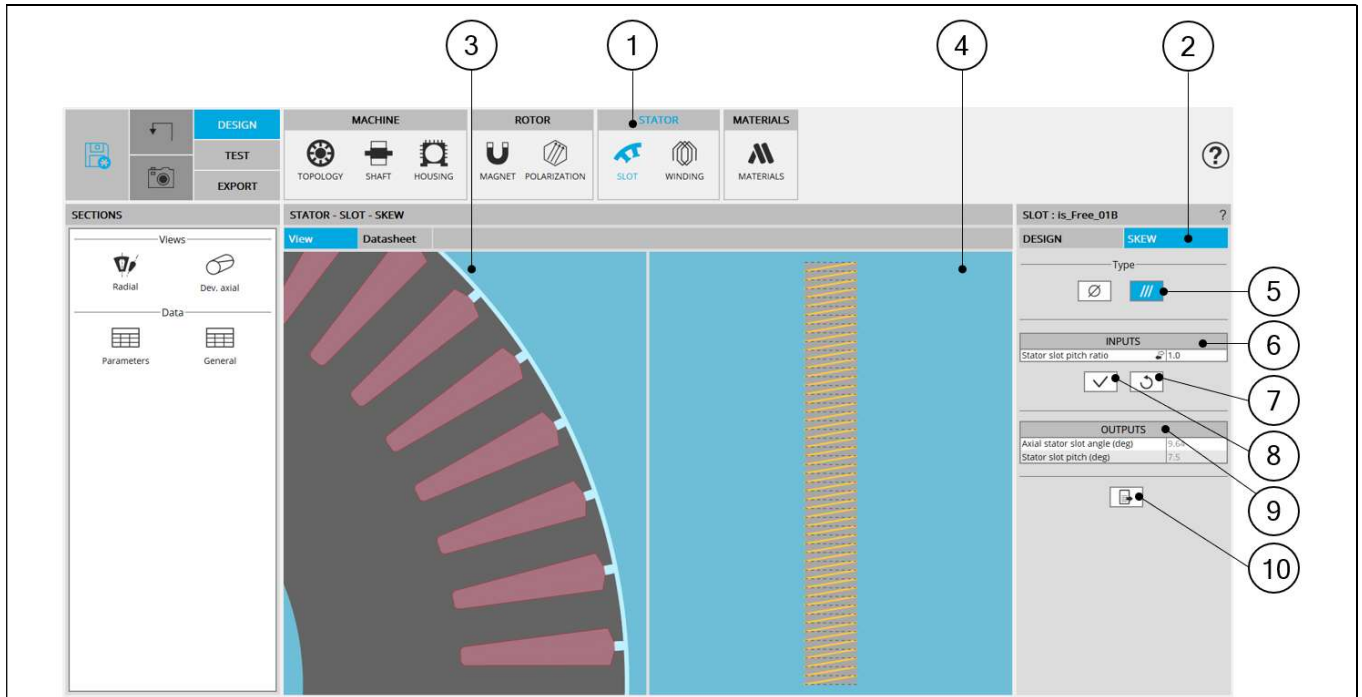 3
1
4
2
DESIGN
TEST
EXPORT
MACHINE
TOPOLOGY
SHAFT
HOUSING
ROTOR
MAGNET
POLARIZATION
STATOR
SLOT
WINDING
MATERIALS
MATERIALS
?
SECTIONS
Views
Radial
Dev. axial
Data
Parameters
General
STATOR - SLOT - SKEW
View
Datasheet
SLOT : is_Free_01B
?
DESIGN
SKEW
Type
5
INPUTS
6
Stator slot pitch ratio 1.0
7
8
OUTPUTS
Axial stator slot angle (deg) 9.64
Stator slot pitch (deg) 7.5
9
10